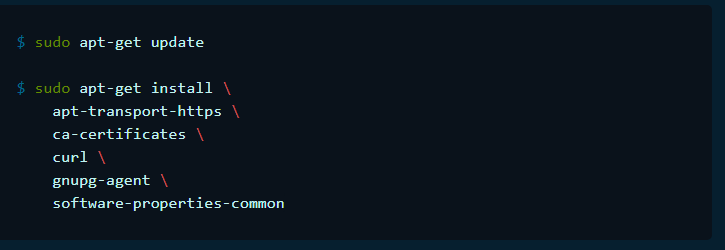 $ sudo apt-get update
$ sudo apt-get install \
apt-transport-https \
ca-certificates \
curl \
gnupg-agent \
software-properties-common